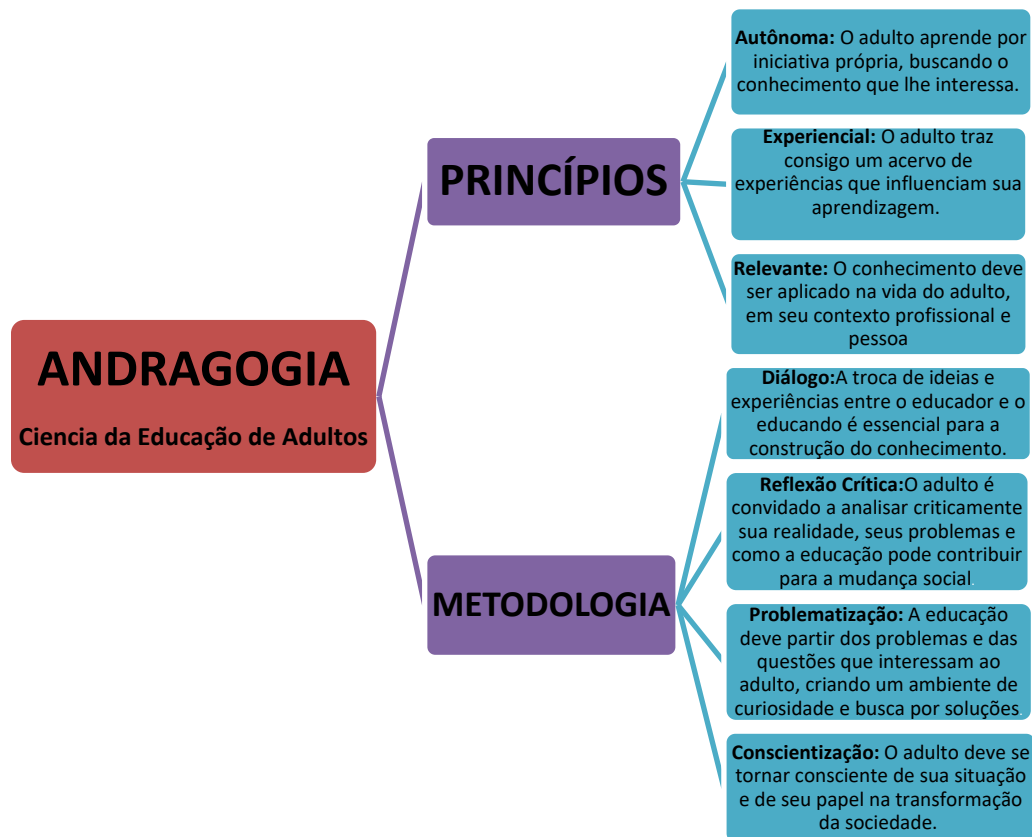 ANDRAGOGIA
Ciencia da Educação de Adultos
PRINCÍPIOS
Autônoma: O adulto aprende por
iniciativa própria, buscando o
conhecimento que lhe interessa.
Experiencial: O adulto traz
consigo um acervo de
experiências que influenciam sua
aprendizagem.
Relevante: O conhecimento deve
ser aplicado na vida do adulto,
em seu contexto profissional e
pessoa
METODOLOGIA
Diálogo:A troca de ideias e
experiências entre o educador e o
educando é essencial para a
construção do conhecimento.
Reflexão Crítica:O adulto é
convidado a analisar criticamente
sua realidade, seus problemas e
como a educação pode contribuir
para a mudança social.
Problematização: A educação
deve partir dos problemas e das
questões que interessam ao
adulto, criando um ambiente de
curiosidade e busca por soluções
Conscientização: O adulto deve se
tornar consciente de sua situação
e de seu papel na transformação
da sociedade.